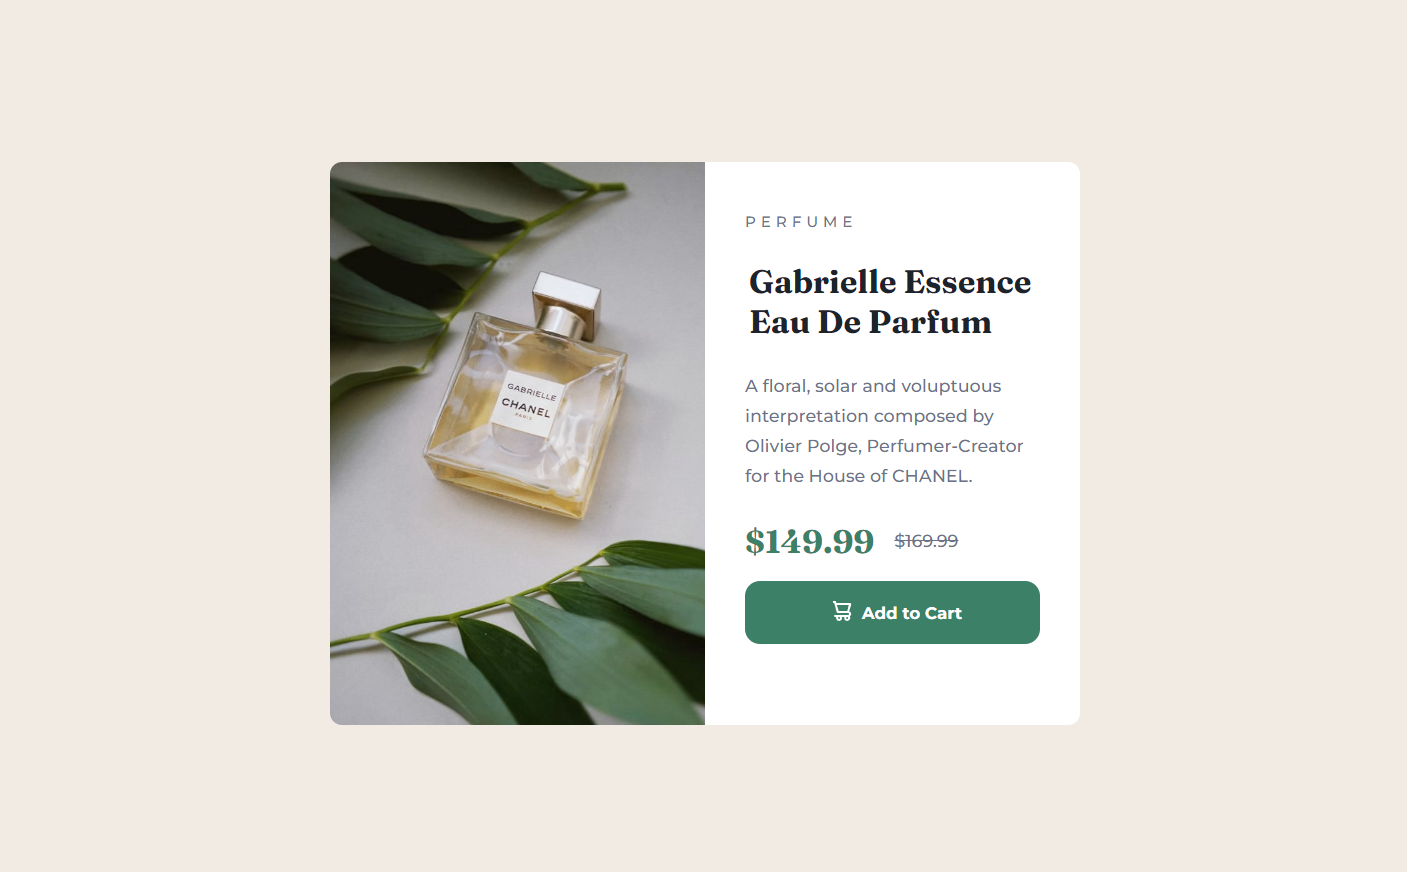 PERFUME
Gabrielle Essence
Eau De Parfum
A floral, solar and voluptuous
interpretation composed by
Olivier Polge, Perfumer-Creator
for the House of CHANEL.
$149.99 $169.99
Add to Cart
GABRIELLE
CHANEL
PARIS